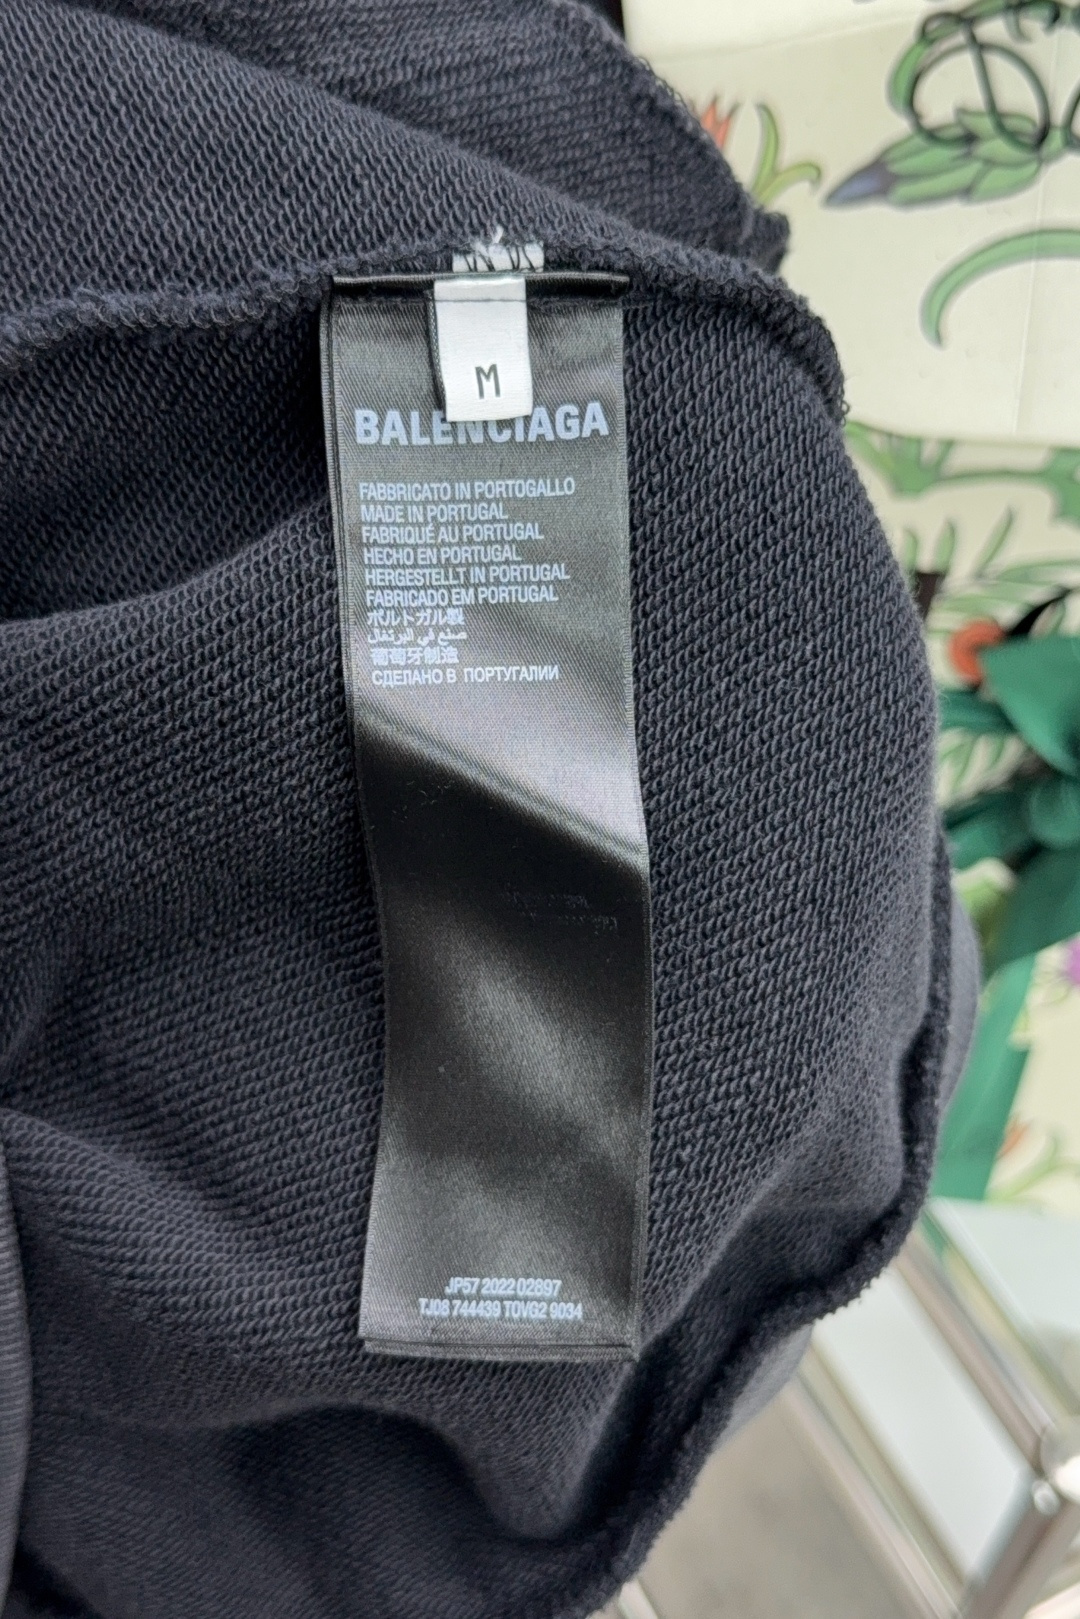 M
BALENCIAGA
FABBRICATO IN PORTOGALLO
MADE IN PORTUGAL
FABRIQUÉ AU PORTUGAL
HECHO EN PORTUGAL
HERGESTELLT IN PORTUGAL
FABRICADO EM PORTUGAL
ポルトガル製
صنع في البرتغال
葡萄牙制造
СДЕЛАНО В ПОРТУГАЛИИ
JP57 2022 02897
TJ08 744439 TOVG2 9034